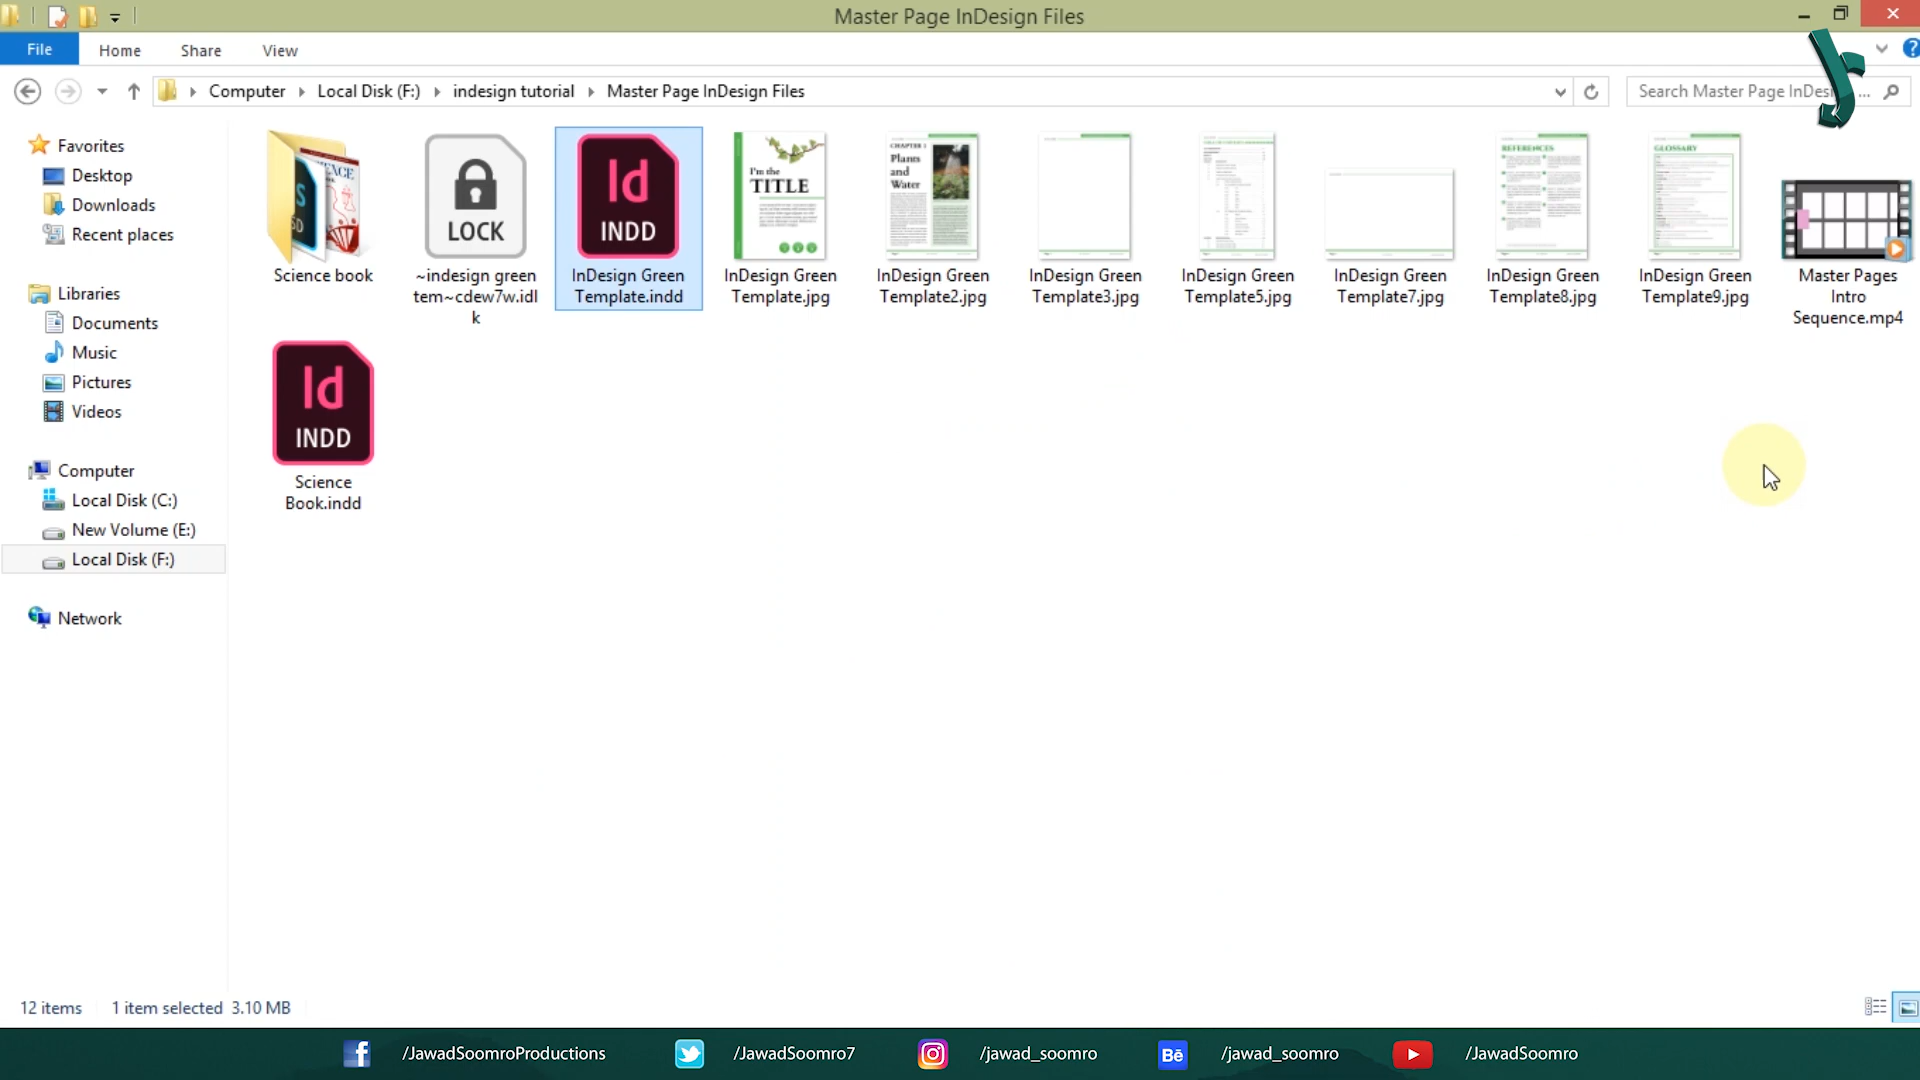 Master Page InDesign Files
File Home Share View
Computer Local Disk (F:) indesign tutorial Master Page InDesign Files
Search Master Page InDesi ...
Favorites
Desktop
Downloads
Recent places
Libraries
Documents
Music
Pictures
Videos
Computer
Local Disk (C:)
New Volume (E:)
Local Disk (F:)
Network
Science book
LOCK
~indesign green
tem~cdew7w.idl
k
Id
INDD
InDesign Green
Template.indd
I'm the
TITLE
InDesign Green
Template.jpg
CHAPTER 1
Plants
and
Water
InDesign Green
Template2.jpg
InDesign Green
Template3.jpg
InDesign Green
Template5.jpg
InDesign Green
Template7.jpg
REFERENCES
InDesign Green
Template8.jpg
GLOSSARY
InDesign Green
Template9.jpg
Master Pages
Intro
Sequence.mp4
Id
INDD
Science
Book.indd
12 items 1 item selected 3.10 MB
/JawadSoomroProductions /JawadSoomro7 /jawad_soomro Bē /jawad_soomro /JawadSoomro